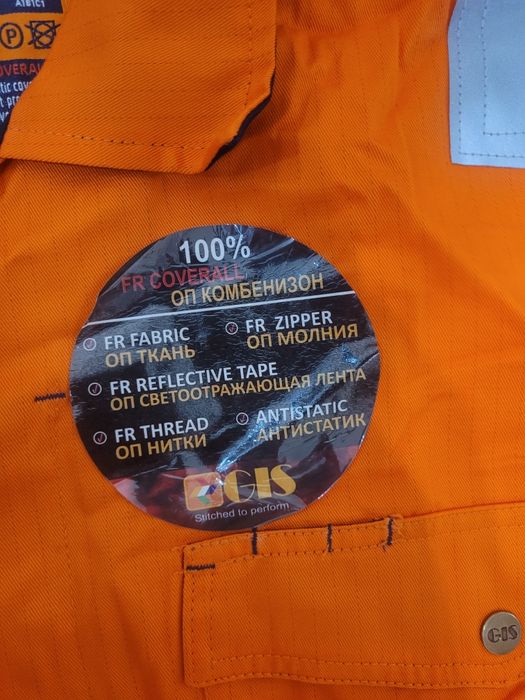 A1B1C1
P
100%
FR COVERALL
ОП КОМБЕНИЗОН
FR FABRIC
ОП ТКАНЬ
FR ZIPPER
ОП МОЛНИЯ
FR REFLECTIVE TAPE
ОП СВЕТООТРАЖАЮЩАЯ ЛЕНТА
FR THREAD
ОП НИТКИ
ANTISTATIC
АНТИСТАТИК
GIS
Stitched to perform
GIS